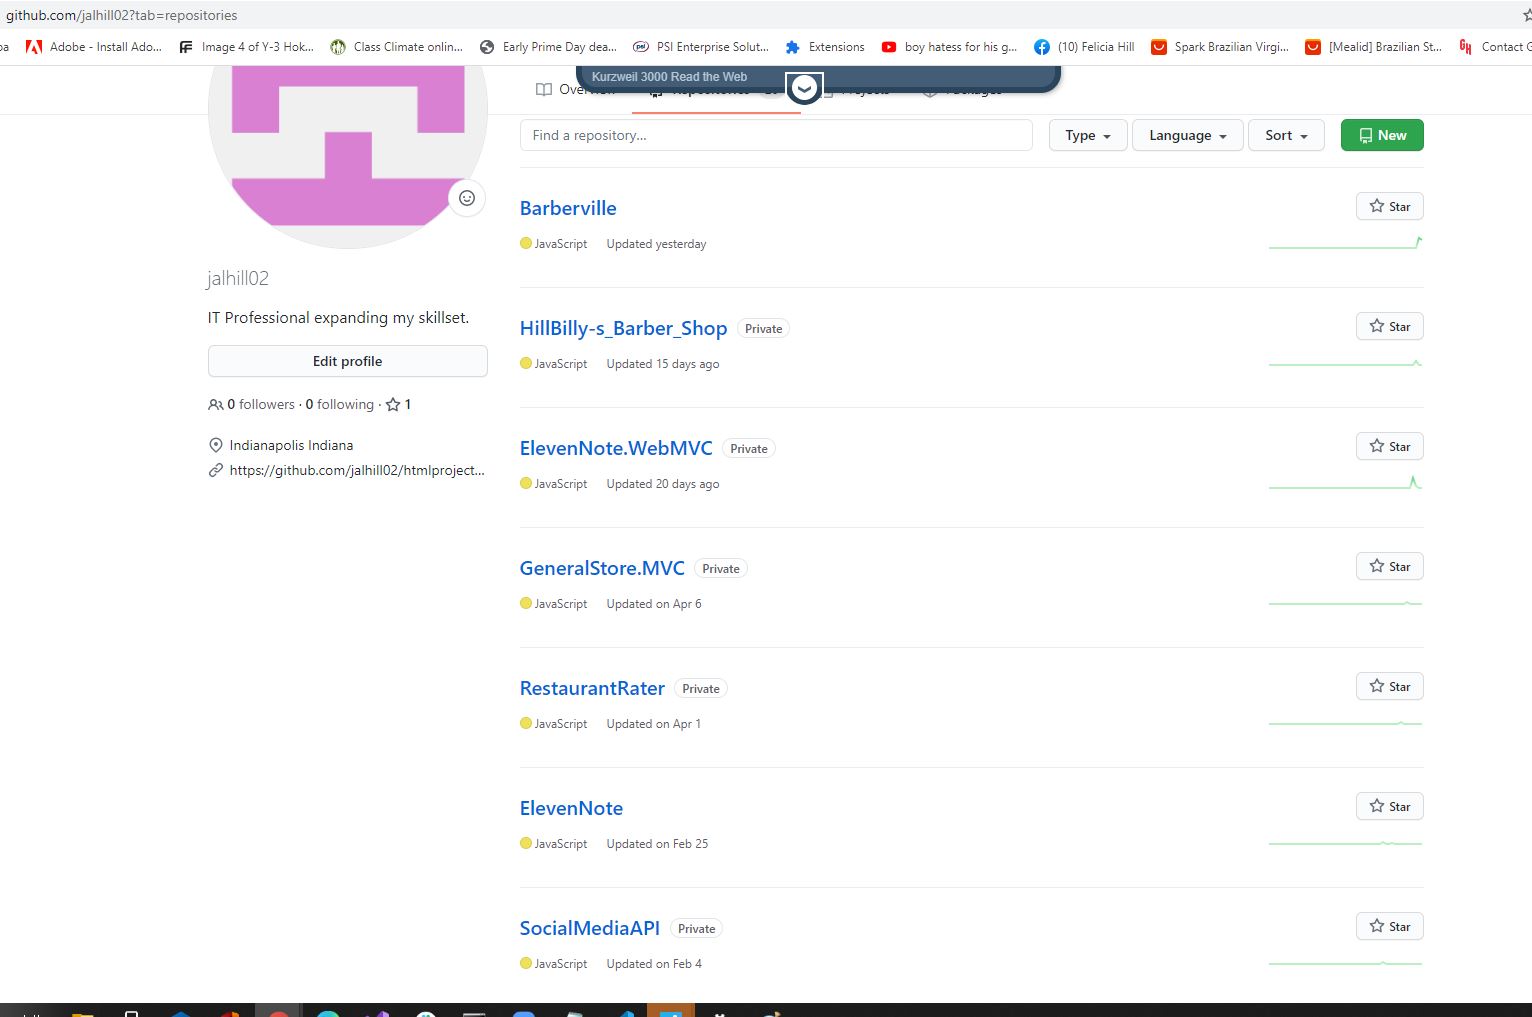 github.com/jalhill02?tab=repositories
Adobe - Install Ado... Image 4 of Y-3 Hok... Class Climate onlin... Early Prime Day dea... PSI Enterprise Solut... Extensions boy hatess for his g... (10) Felicia Hill Spark Brazilian Virgi... [Mealid] Brazilian St... Contact G
Kurzweil 3000 Read the Web
Find a repository...
Type
Language
Sort
New
Barberville
Star
JavaScript Updated yesterday
jalhill02
IT Professional expanding my skillset.
Edit profile
0 followers · 0 following · 1
Indianapolis Indiana
https://github.com/jalhill02/htmlproject...
HillBilly-s_Barber_Shop Private
Star
JavaScript Updated 15 days ago
ElevenNote.WebMVC Private
Star
JavaScript Updated 20 days ago
GeneralStore.MVC Private
Star
JavaScript Updated on Apr 6
RestaurantRater Private
Star
JavaScript Updated on Apr 1
ElevenNote
Star
JavaScript Updated on Feb 25
SocialMediaAPI Private
Star
JavaScript Updated on Feb 4